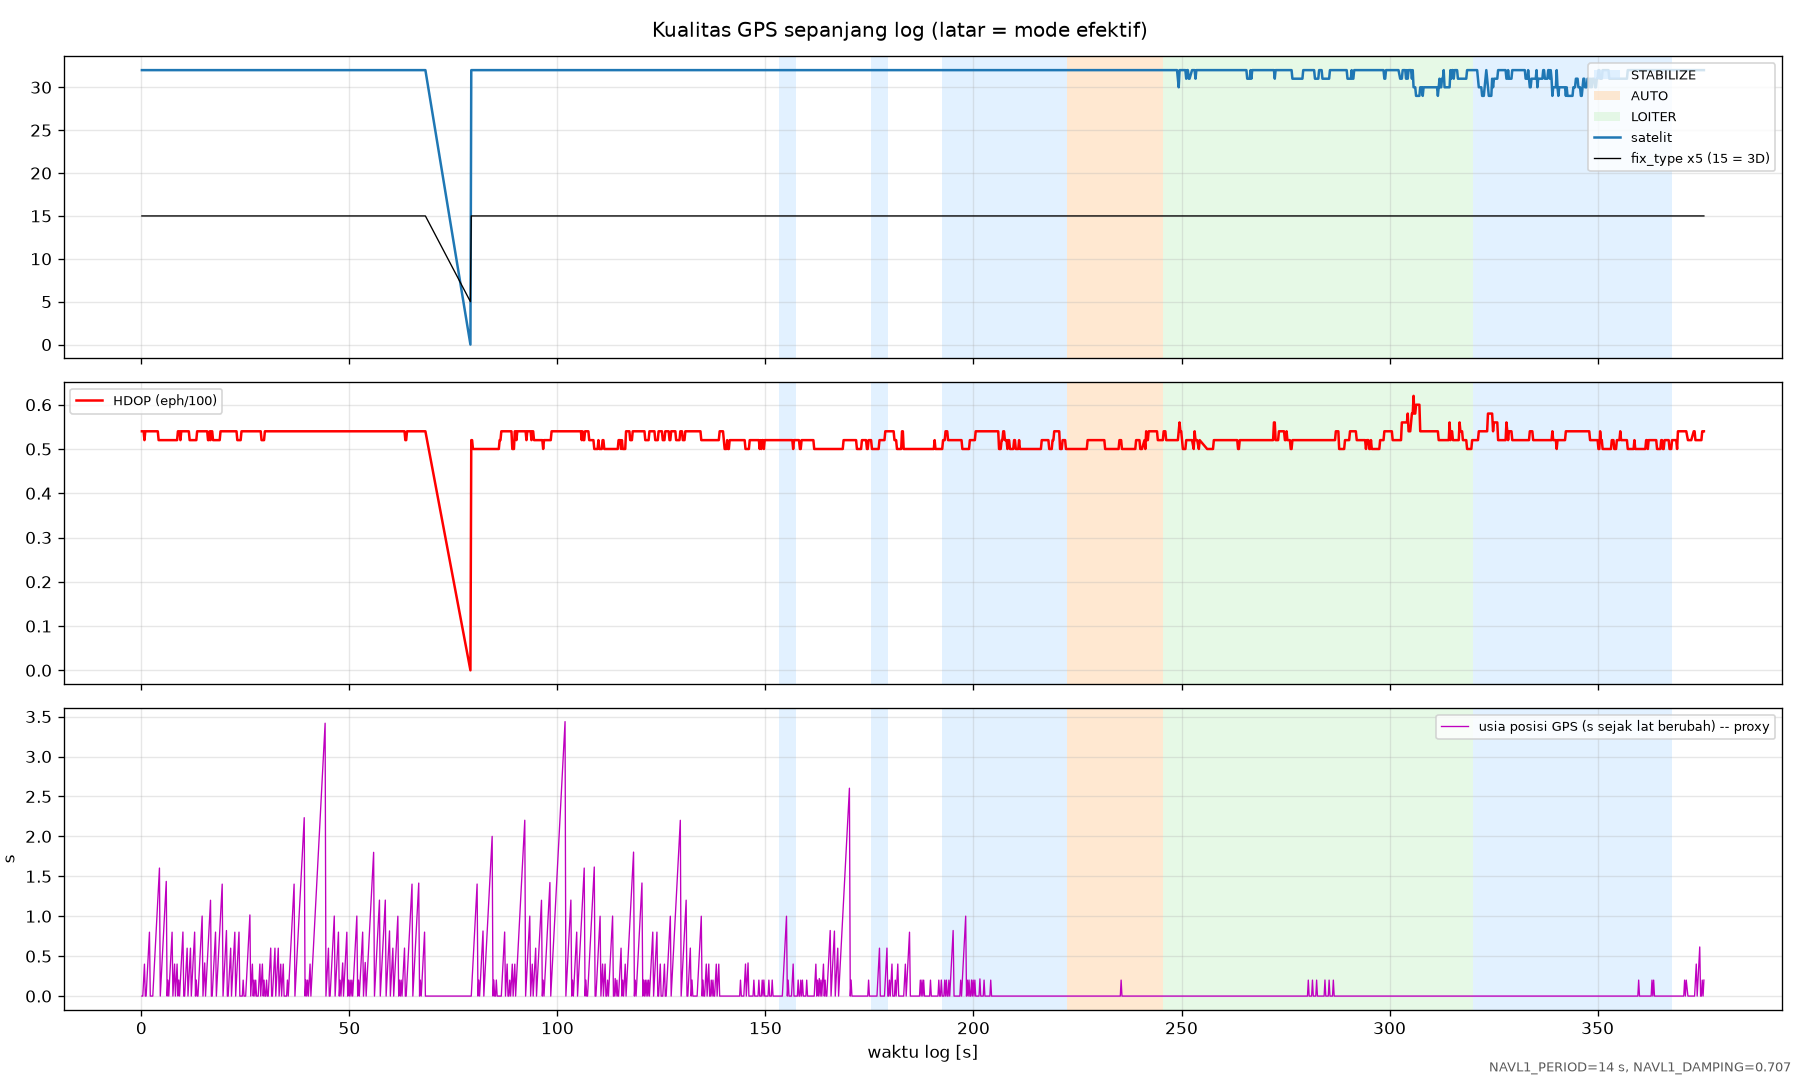 Kualitas GPS sepanjang log (latar = mode efektif)
30
25
20
15
10
5
0
STABILIZE
AUTO
LOITER
satelit
fix_type x5 (15 = 3D)
0.6
0.5
0.4
0.3
0.2
0.1
0.0
HDOP (eph/100)
3.5
3.0
2.5
2.0
1.5
1.0
0.5
0.0
s
usia posisi GPS (s sejak lat berubah) -- proxy
0 50 100 150 200 250 300 350
waktu log [s]
NAVL1_PERIOD=14 s, NAVL1_DAMPING=0.707